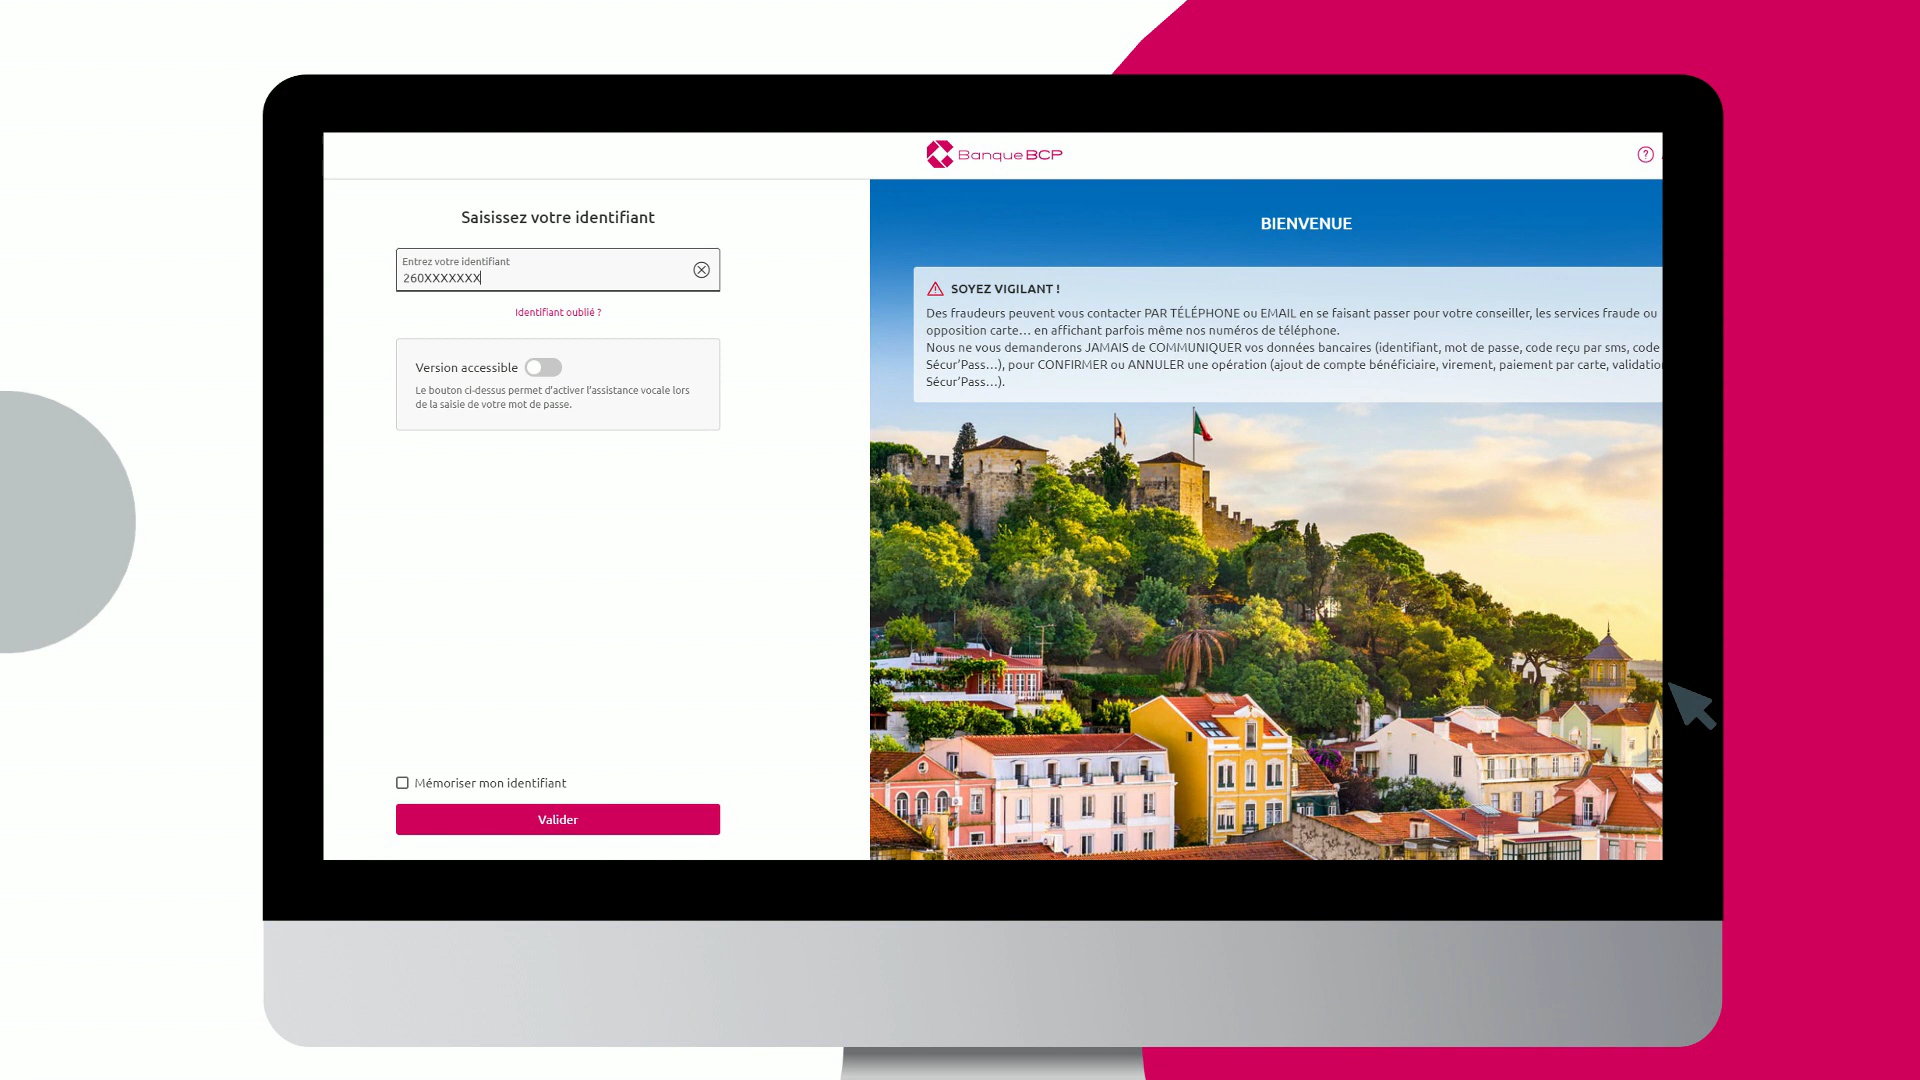 Banque BCP
?
Saisissez votre identifiant
Entrez votre identifiant
260XXXXXXX
Identifiant oublié ?
Version accessible
Le bouton ci-dessus permet d'activer l'assistance vocale lors
de la saisie de votre mot de passe.
Mémoriser mon identifiant
Valider
BIENVENUE
SOYEZ VIGILANT !
Des fraudeurs peuvent vous contacter PAR TÉLÉPHONE ou EMAIL en se faisant passer pour votre conseiller, les services fraude ou
opposition carte... en affichant parfois même nos numéros de téléphone.
Nous ne vous demanderons JAMAIS de COMMUNIQUER vos données bancaires (identifiant, mot de passe, code reçu par sms, code
Sécur'Pass...), pour CONFIRMER ou ANNULER une opération (ajout de compte bénéficiaire, virement, paiement par carte, validation
Sécur'Pass...).